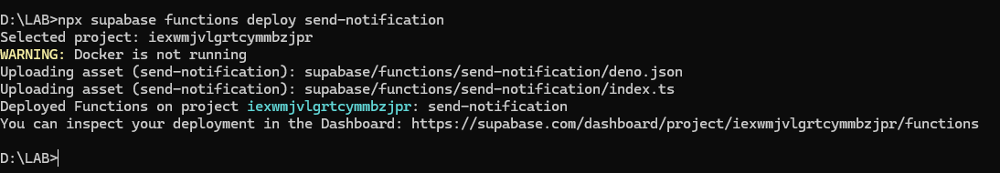 D:\LAB>npx supabase functions deploy send-notification
Selected project: iexwmjvlgrtcymmbzjpr
WARNING: Docker is not running
Uploading asset (send-notification): supabase/functions/send-notification/deno.json
Uploading asset (send-notification): supabase/functions/send-notification/index.ts
Deployed Functions on project iexwmjvlgrtcymmbzjpr: send-notification
You can inspect your deployment in the Dashboard: https://supabase.com/dashboard/project/iexwmjvlgrtcymmbzjpr/functions
D:\LAB>